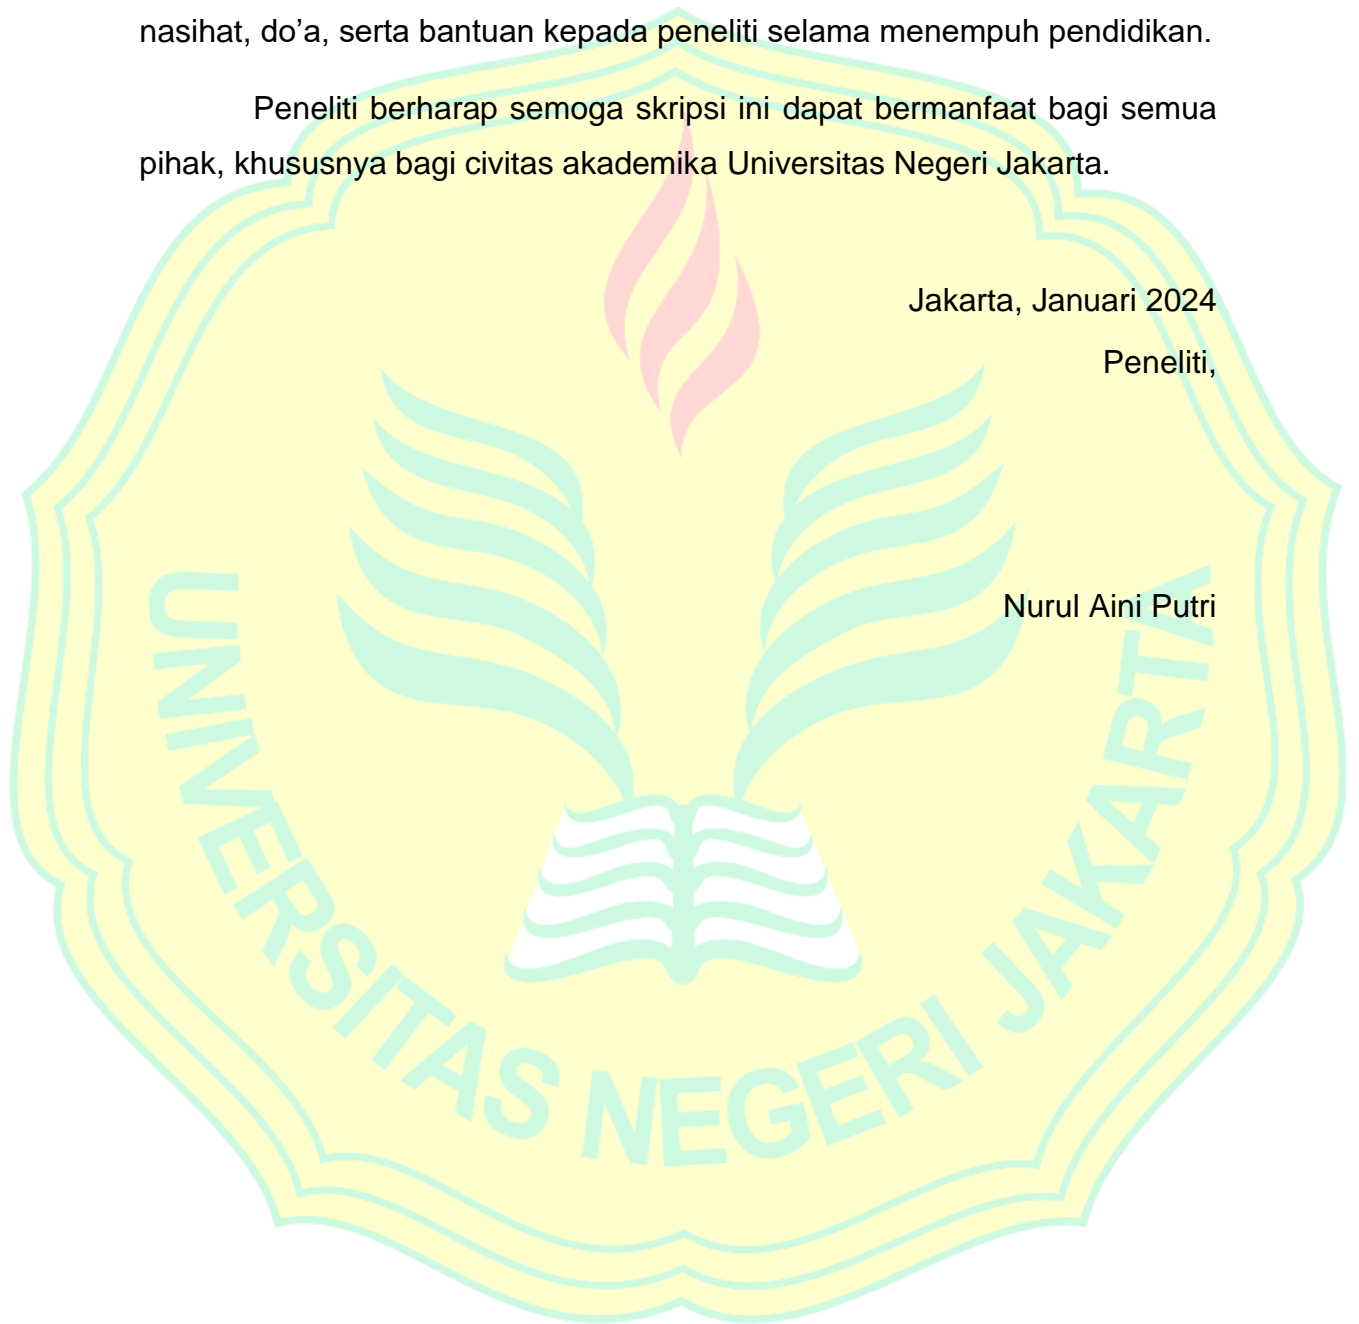 nasihat, do’a, serta bantuan kepada peneliti selama menempuh pendidikan.
Peneliti berharap semoga skripsi ini dapat bermanfaat bagi semua
pihak, khususnya bagi civitas akademika Universitas Negeri Jakarta.
Jakarta, Januari 2024
Peneliti,
Nurul Aini Putri
UNIVERSITAS NEGERI JAKARTA